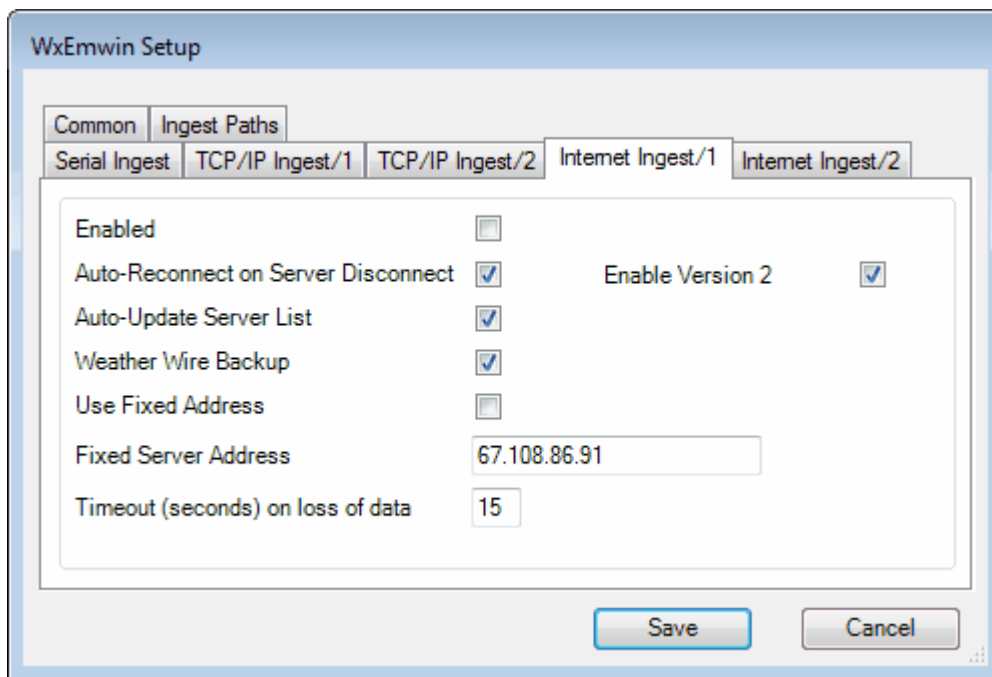 WxEmwin Setup
Common Ingest Paths
Serial Ingest TCP/IP Ingest/1 TCP/IP Ingest/2 Internet Ingest/1 Internet Ingest/2
Enabled
Auto-Reconnect on Server Disconnect Enable Version 2
Auto-Update Server List
Weather Wire Backup
Use Fixed Address
Fixed Server Address 67.108.86.91
Timeout (seconds) on loss of data 15
Save Cancel